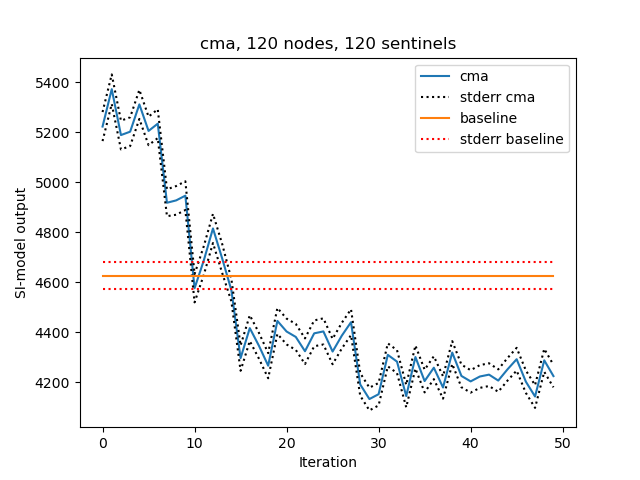 cma, 120 nodes, 120 sentinels
cma
stderr cma
baseline
stderr baseline
SI-model output
5400
5200
5000
4800
4600
4400
4200
0 10 20 30 40 50
Iteration